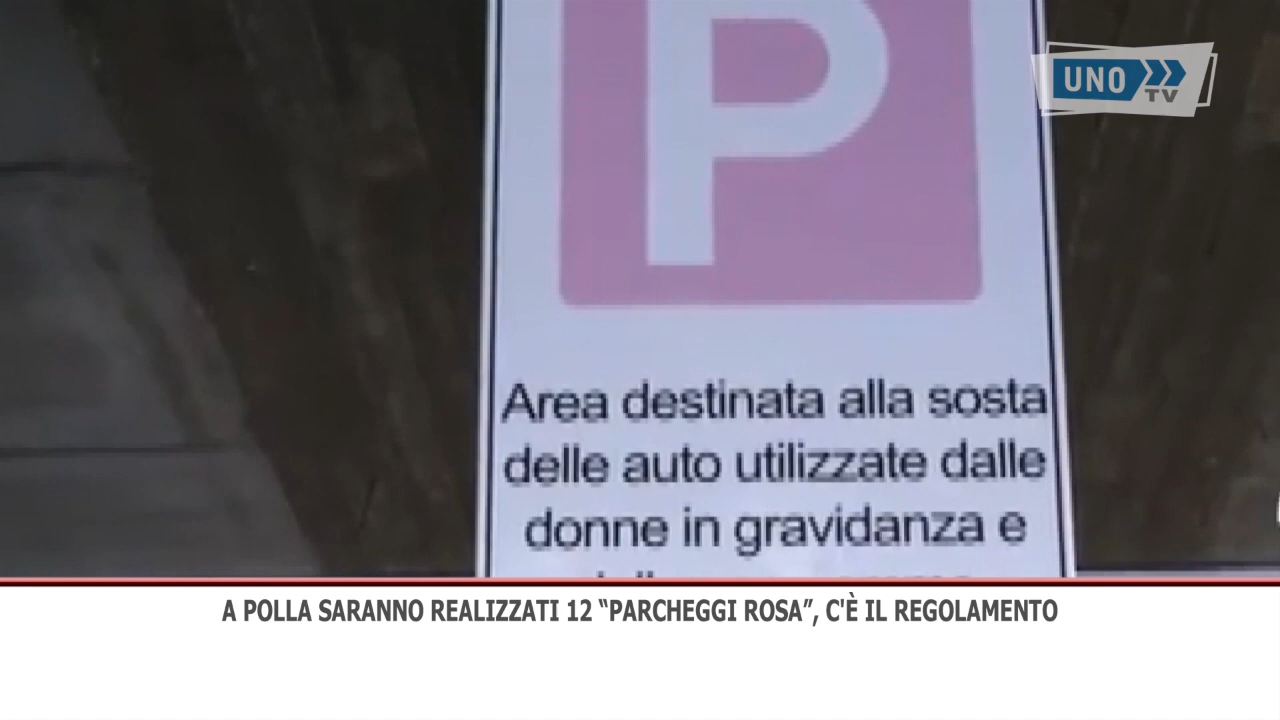 P
UNO
TV
Area destinata alla sosta
delle auto utilizzate dalle
donne in gravidanza e
A POLLA SARANNO REALIZZATI 12 “PARCHEGGI ROSA”, C'È IL REGOLAMENTO